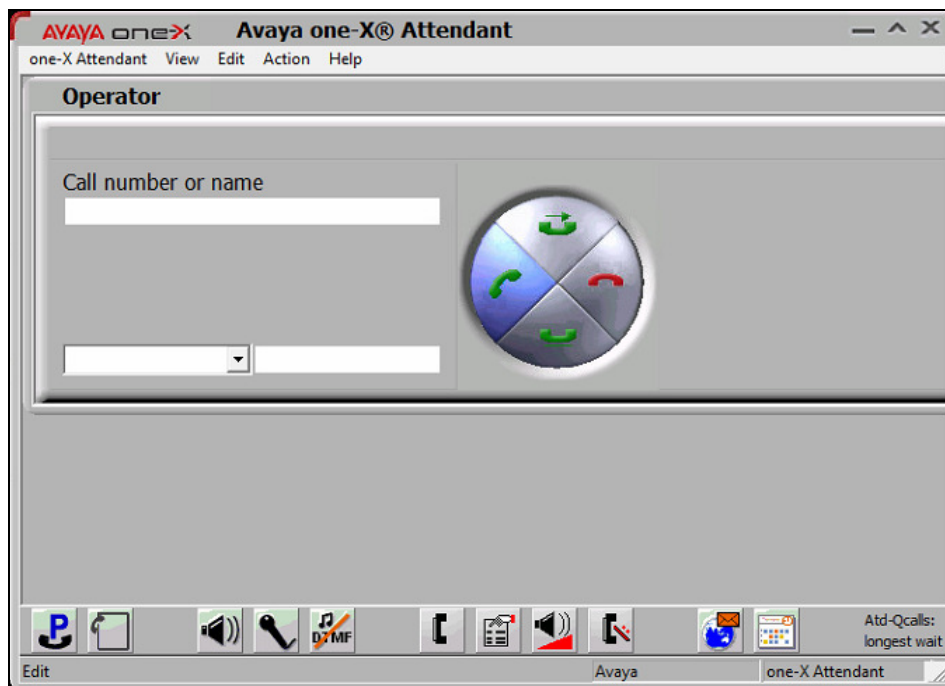 AVAYA one-X Avaya one-X® Attendant
one-X Attendant View Edit Action Help
Operator
Call number or name
P
DTMF
Atd-Qcalls:
longest wait
Edit Avaya one-X Attendant